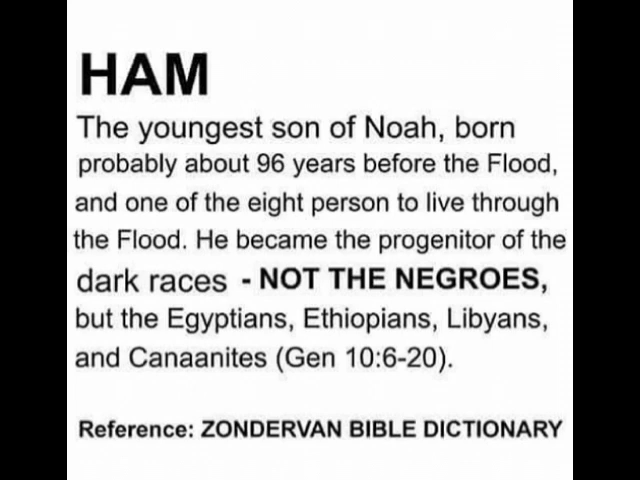 HAM
The youngest son of Noah, born
probably about 96 years before the Flood,
and one of the eight person to live through
the Flood. He became the progenitor of the
dark races - NOT THE NEGROES,
but the Egyptians, Ethiopians, Libyans,
and Canaanites (Gen 10:6-20).
Reference: ZONDERVAN BIBLE DICTIONARY